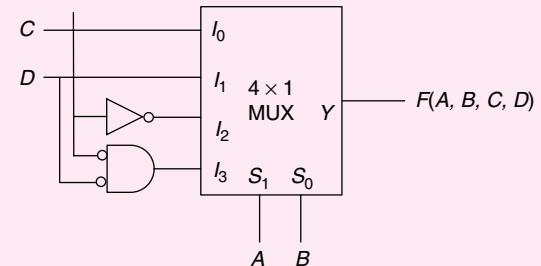 C
I₀
D
I₁
4 × 1
MUX
Y
F(A, B, C, D)
I₂
I₃
S₁ S₀
A B